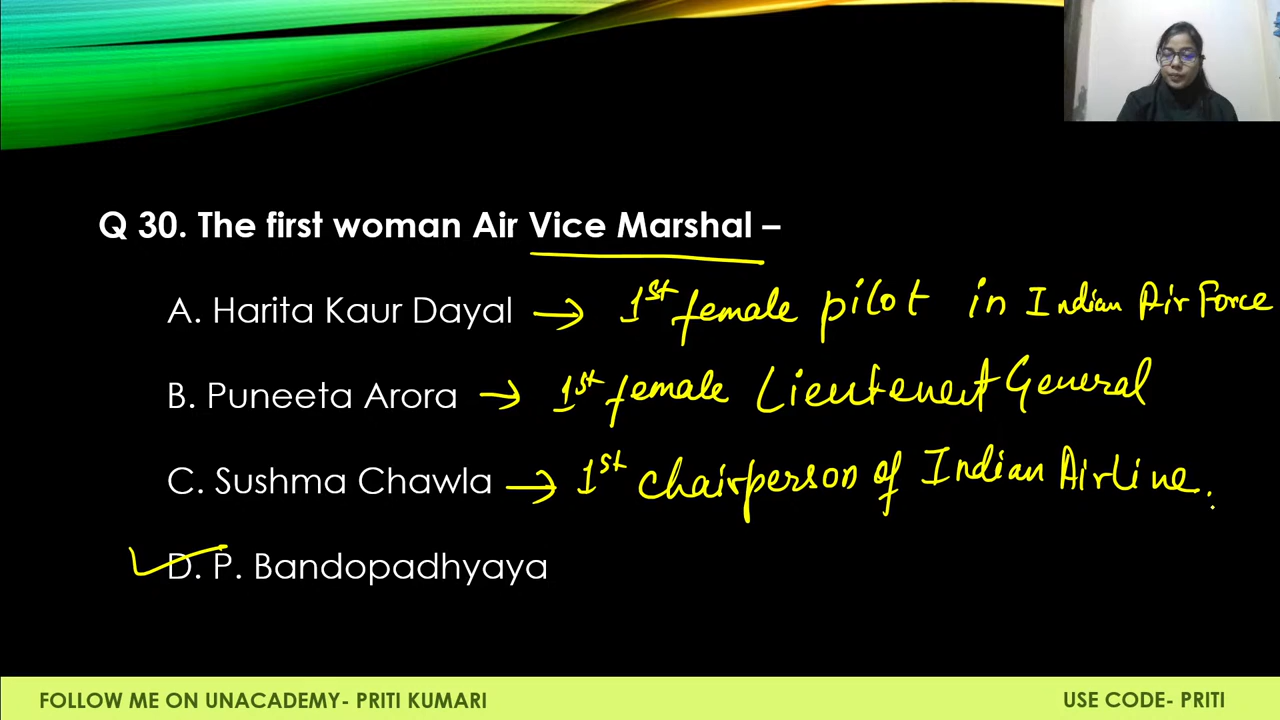 Q 30. The first woman Air Vice Marshal –
A. Harita Kaur Dayal → 1st female pilot in Indian Air Force
B. Puneeta Arora → 1st female Lieutenent General
C. Sushma Chawla → 1st chairperson of Indian Airline.
D. P. Bandopadhyaya
FOLLOW ME ON UNACADEMY- PRITI KUMARI USE CODE- PRITI